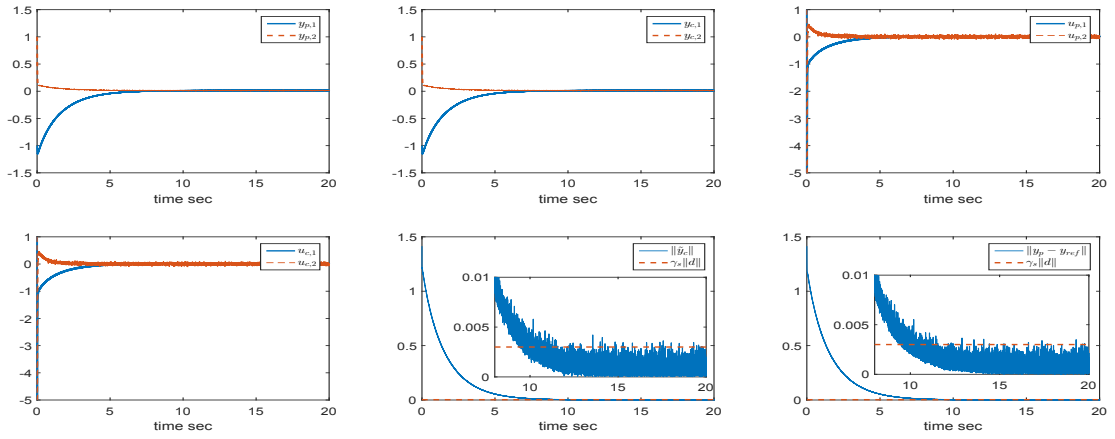 1.5
1
0.5
0
-0.5
-1
-1.5
0 5 10 15 20
time sec
y_{p,1}
y_{p,2}
1.5
1
0.5
0
-0.5
-1
-1.5
0 5 10 15 20
time sec
y_{c,1}
y_{c,2}
1
0
-1
-2
-3
-4
-5
0 5 10 15 20
time sec
u_{p,1}
u_{p,2}
1
0
-1
-2
-3
-4
-5
0 5 10 15 20
time sec
u_{c,1}
u_{c,2}
1.5
1
0.5
0
0 5 10 15 20
time sec
||ỹ_c||
γ_s||d||
0.01
0.005
0
10 15 20
1.5
1
0.5
0
0 5 10 15 20
time sec
||y_p − y_{ref}||
γ_s||d||
0.01
0.005
0
10 15 20